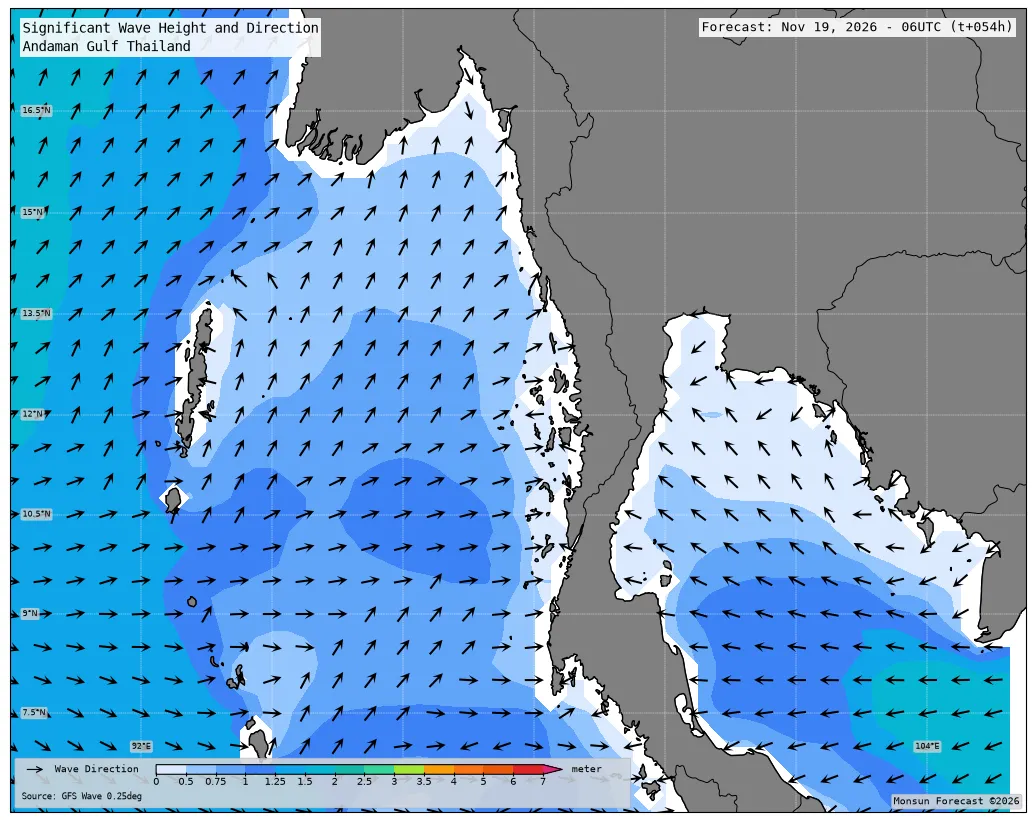 Significant Wave Height and Direction
Andaman Gulf Thailand
Forecast: Nov 19, 2026 - 06UTC (t+054h)
16.5°N
15°N
13.5°N
12°N
10.5°N
9°N
7.5°N
92°E
104°E
Wave Direction
0.5 0.75 1 1.25 1.5 2 2.5 3 3.5 4 5 6 7
meter
Source: GFS Wave 0.25deg
Monsun Forecast ©2026